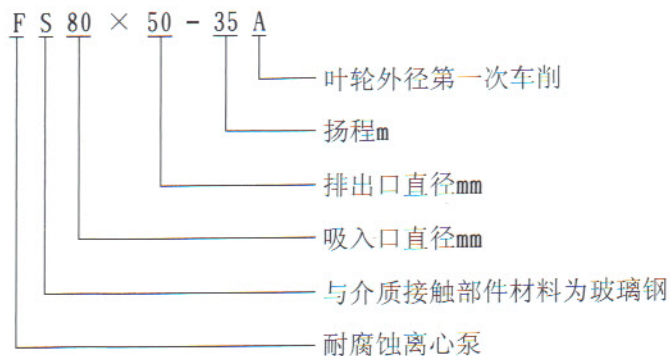 F S 80 × 50 - 35 A
叶轮外径第一次车削
扬程m
排出口直径mm
吸入口直径mm
与介质接触部件材料为玻璃钢
耐腐蚀离心泵